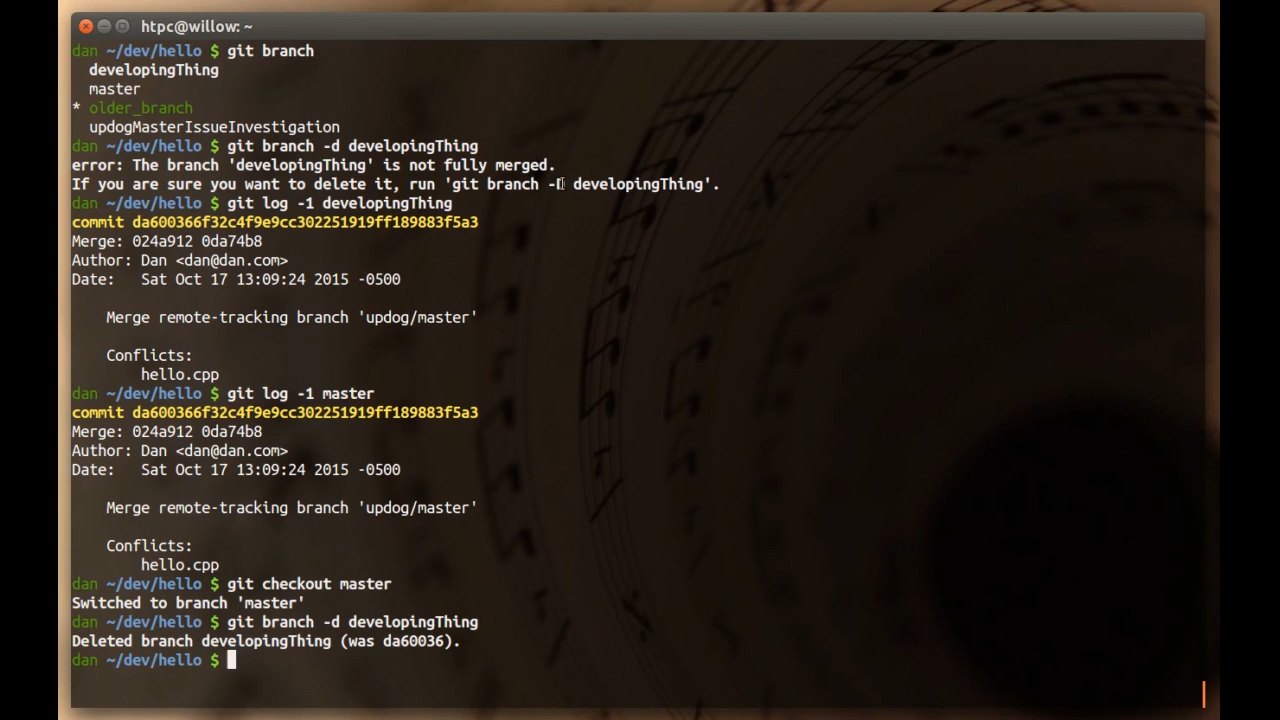 htpc@willow: ~
dan ~/dev/hello $ git branch
  developingThing
  master
* older_branch
  updogMasterIssueInvestigation
dan ~/dev/hello $ git branch -d developingThing
error: The branch 'developingThing' is not fully merged.
If you are sure you want to delete it, run 'git branch -D developingThing'.
dan ~/dev/hello $ git log -1 developingThing
commit da600366f32c4f9e9cc302251919ff189883f5a3
Merge: 024a912 0da74b8
Author: Dan <dan@dan.com>
Date:   Sat Oct 17 13:09:24 2015 -0500
    Merge remote-tracking branch 'updog/master'
    Conflicts:
        hello.cpp
dan ~/dev/hello $ git log -1 master
commit da600366f32c4f9e9cc302251919ff189883f5a3
Merge: 024a912 0da74b8
Author: Dan <dan@dan.com>
Date:   Sat Oct 17 13:09:24 2015 -0500
    Merge remote-tracking branch 'updog/master'
    Conflicts:
        hello.cpp
dan ~/dev/hello $ git checkout master
Switched to branch 'master'
dan ~/dev/hello $ git branch -d developingThing
Deleted branch developingThing (was da60036).
dan ~/dev/hello $